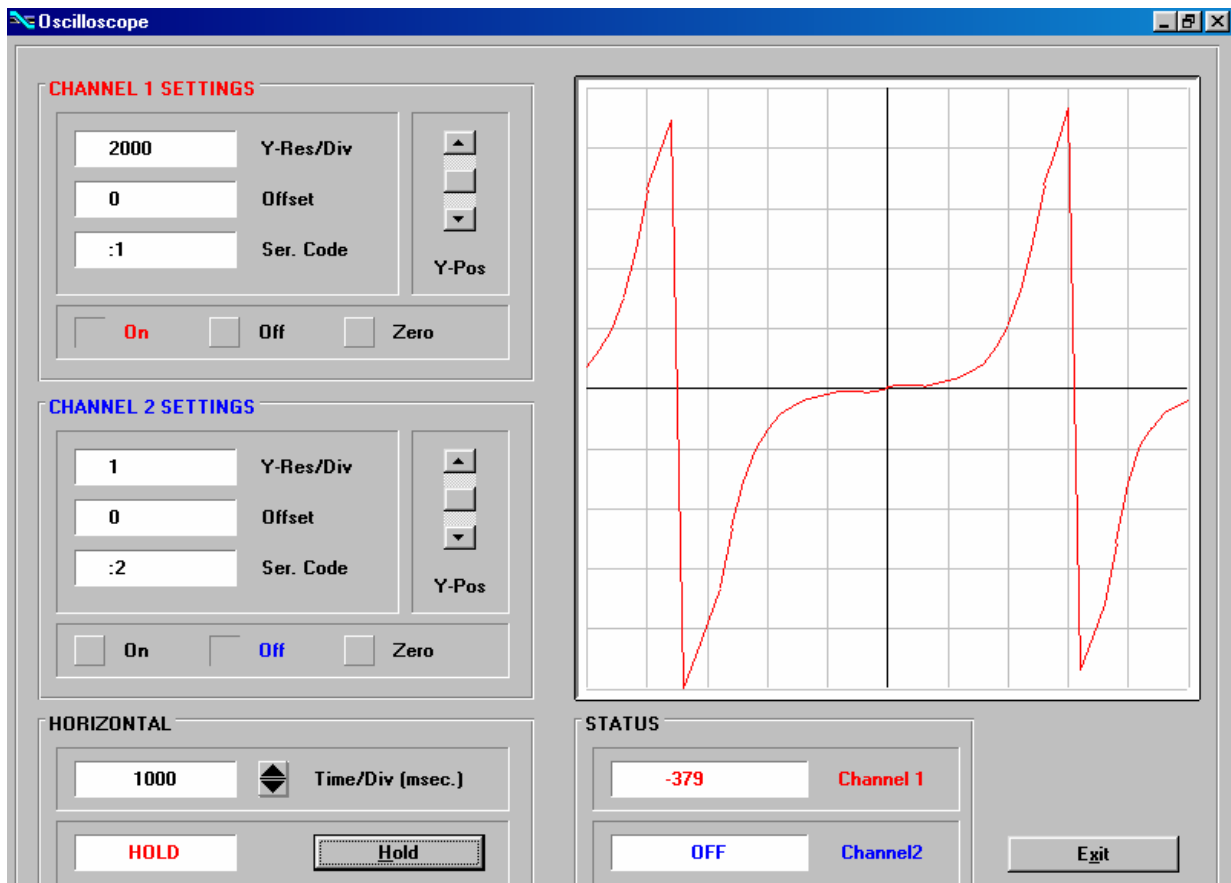 Oscilloscope
CHANNEL 1 SETTINGS
2000 Y-Res/Div
0 Offset
:1 Ser. Code
Y-Pos
On Off Zero
CHANNEL 2 SETTINGS
1 Y-Res/Div
0 Offset
:2 Ser. Code
Y-Pos
On Off Zero
HORIZONTAL
1000 Time/Div (msec.)
HOLD Hold
STATUS
-379 Channel 1
OFF Channel2
Exit